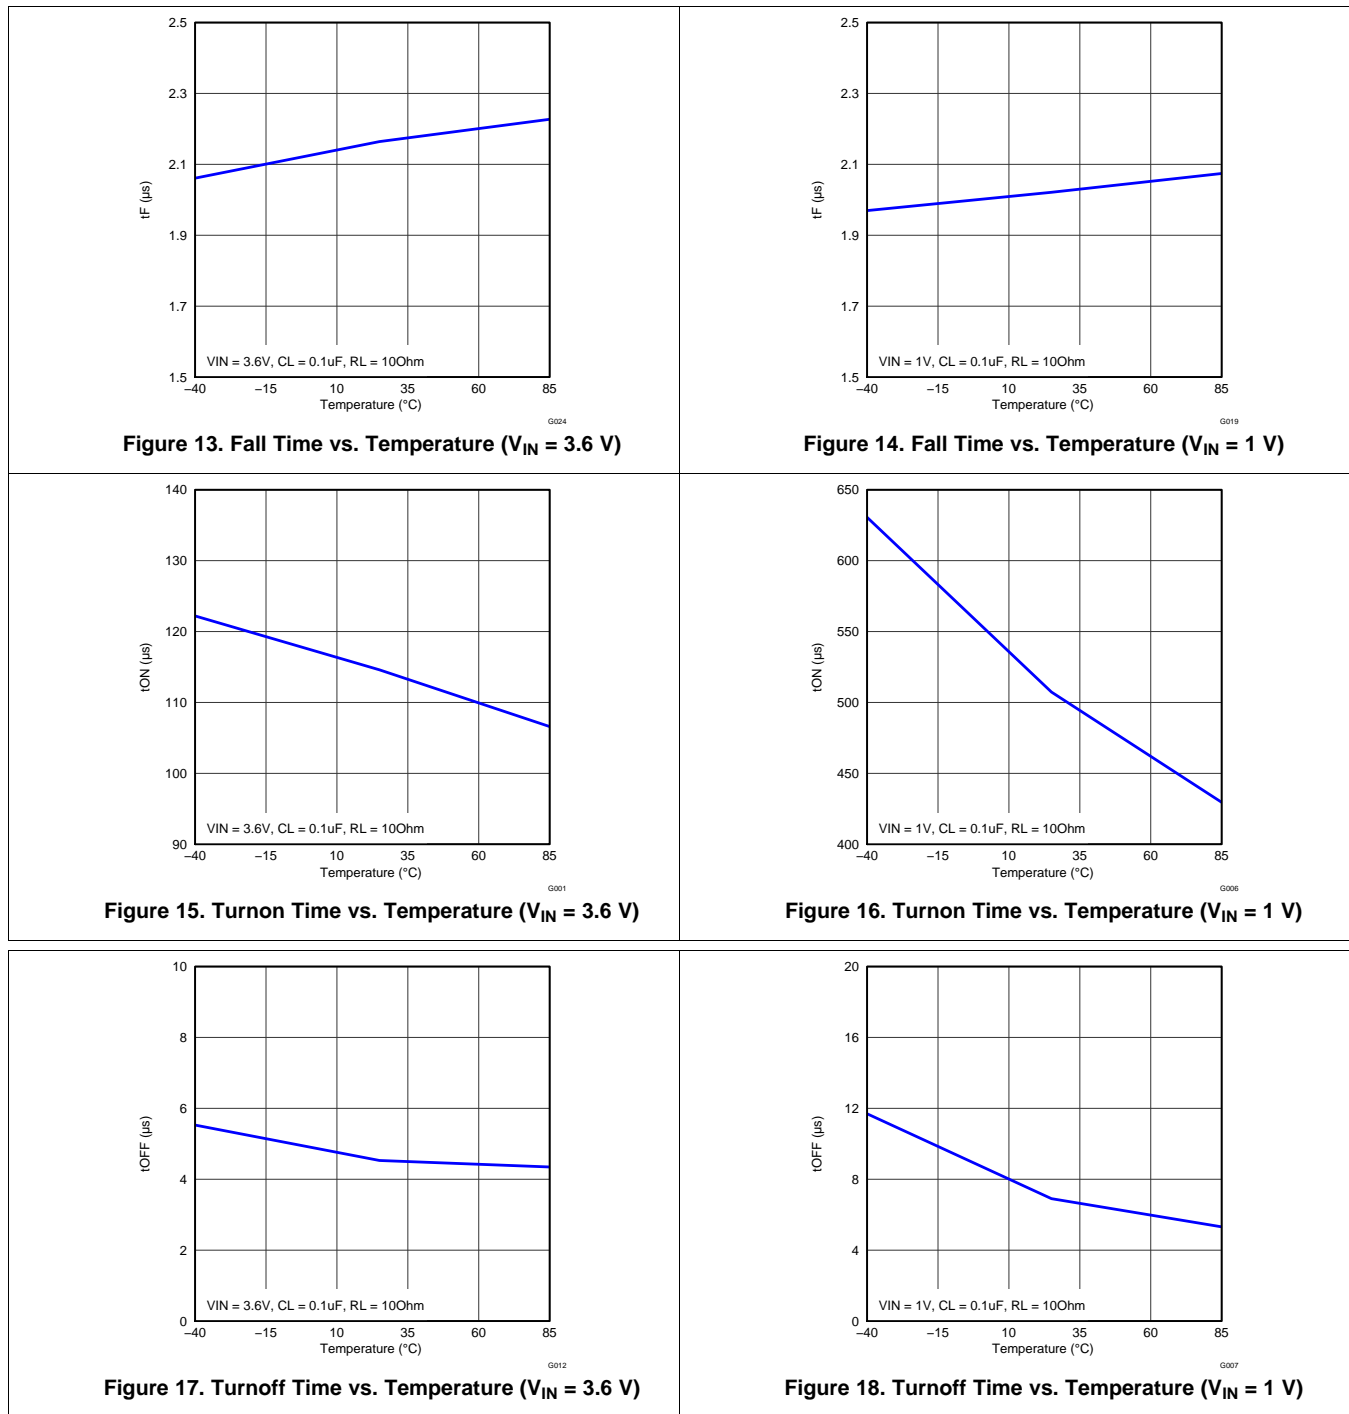 2.5
2.3
2.1
1.9
1.7
1.5
tF (µs)
VIN = 3.6V, CL = 0.1uF, RL = 10Ohm
−40 −15 10 35 60 85
Temperature (°C)
G024
Figure 13. Fall Time vs. Temperature (VIN = 3.6 V)
2.5
2.3
2.1
1.9
1.7
1.5
tF (µs)
VIN = 1V, CL = 0.1uF, RL = 10Ohm
−40 −15 10 35 60 85
Temperature (°C)
G019
Figure 14. Fall Time vs. Temperature (VIN = 1 V)
140
130
120
110
100
90
tON (µs)
VIN = 3.6V, CL = 0.1uF, RL = 10Ohm
−40 −15 10 35 60 85
Temperature (°C)
G001
Figure 15. Turnon Time vs. Temperature (VIN = 3.6 V)
650
600
550
500
450
400
tON (µs)
VIN = 1V, CL = 0.1uF, RL = 10Ohm
−40 −15 10 35 60 85
Temperature (°C)
G006
Figure 16. Turnon Time vs. Temperature (VIN = 1 V)
10
8
6
4
2
0
tOFF (µs)
VIN = 3.6V, CL = 0.1uF, RL = 10Ohm
−40 −15 10 35 60 85
Temperature (°C)
G012
Figure 17. Turnoff Time vs. Temperature (VIN = 3.6 V)
20
16
12
8
4
0
tOFF (µs)
VIN = 1V, CL = 0.1uF, RL = 10Ohm
−40 −15 10 35 60 85
Temperature (°C)
G007
Figure 18. Turnoff Time vs. Temperature (VIN = 1 V)